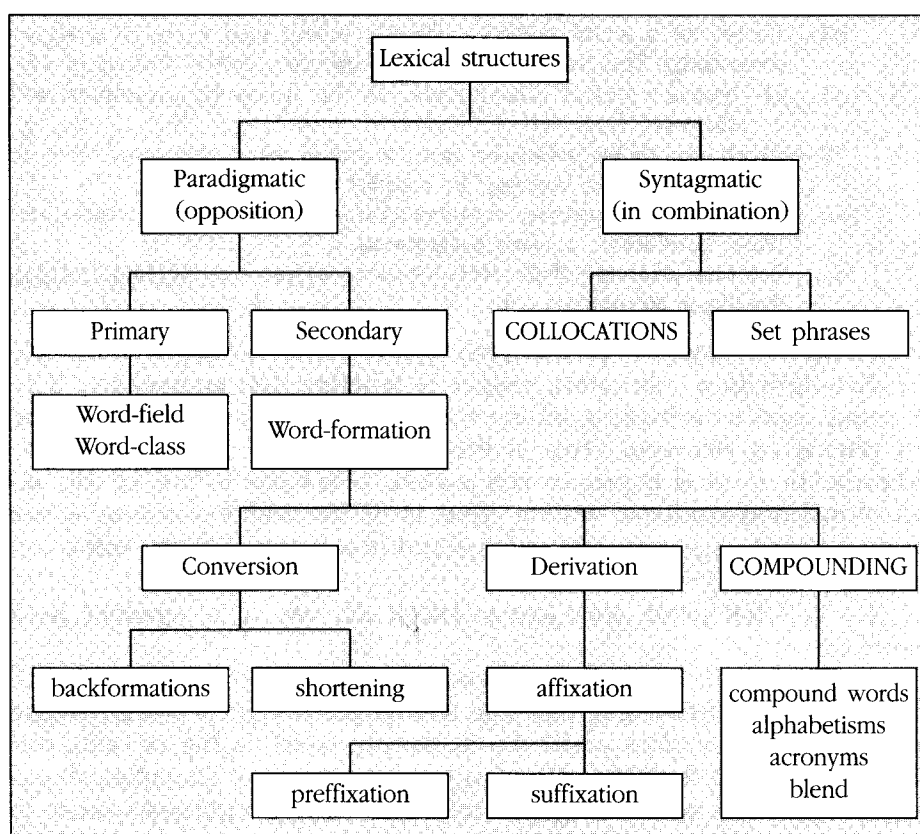 Lexical structures
Paradigmatic
(opposition)
Syntagmatic
(in combination)
Primary
Secondary
COLLOCATIONS
Set phrases
Word-field
Word-class
Word-formation
Conversion
Derivation
COMPOUNDING
backformations
shortening
affixation
compound words
alphabetisms
acronyms
blend
preffixation
suffixation